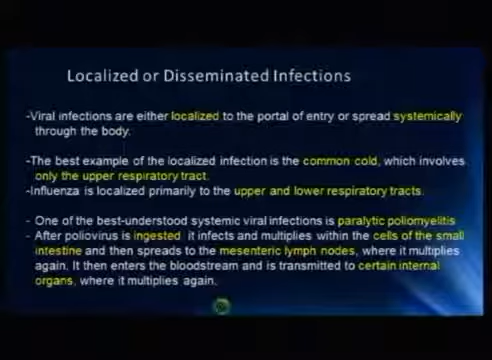 Localized or Disseminated Infections
-Viral infections are either localized to the portal of entry or spread systemically
through the body.
-The best example of the localized infection is the common cold, which involves
only the upper respiratory tract.
-Influenza is localized primarily to the upper and lower respiratory tracts.
- One of the best-understood systemic viral infections is paralytic poliomyelitis
- After poliovirus is ingested it infects and multiplies within the cells of the small
intestine and then spreads to the mesenteric lymph nodes, where it multiplies
again. It then enters the bloodstream and is transmitted to certain internal
organs, where it multiplies again.